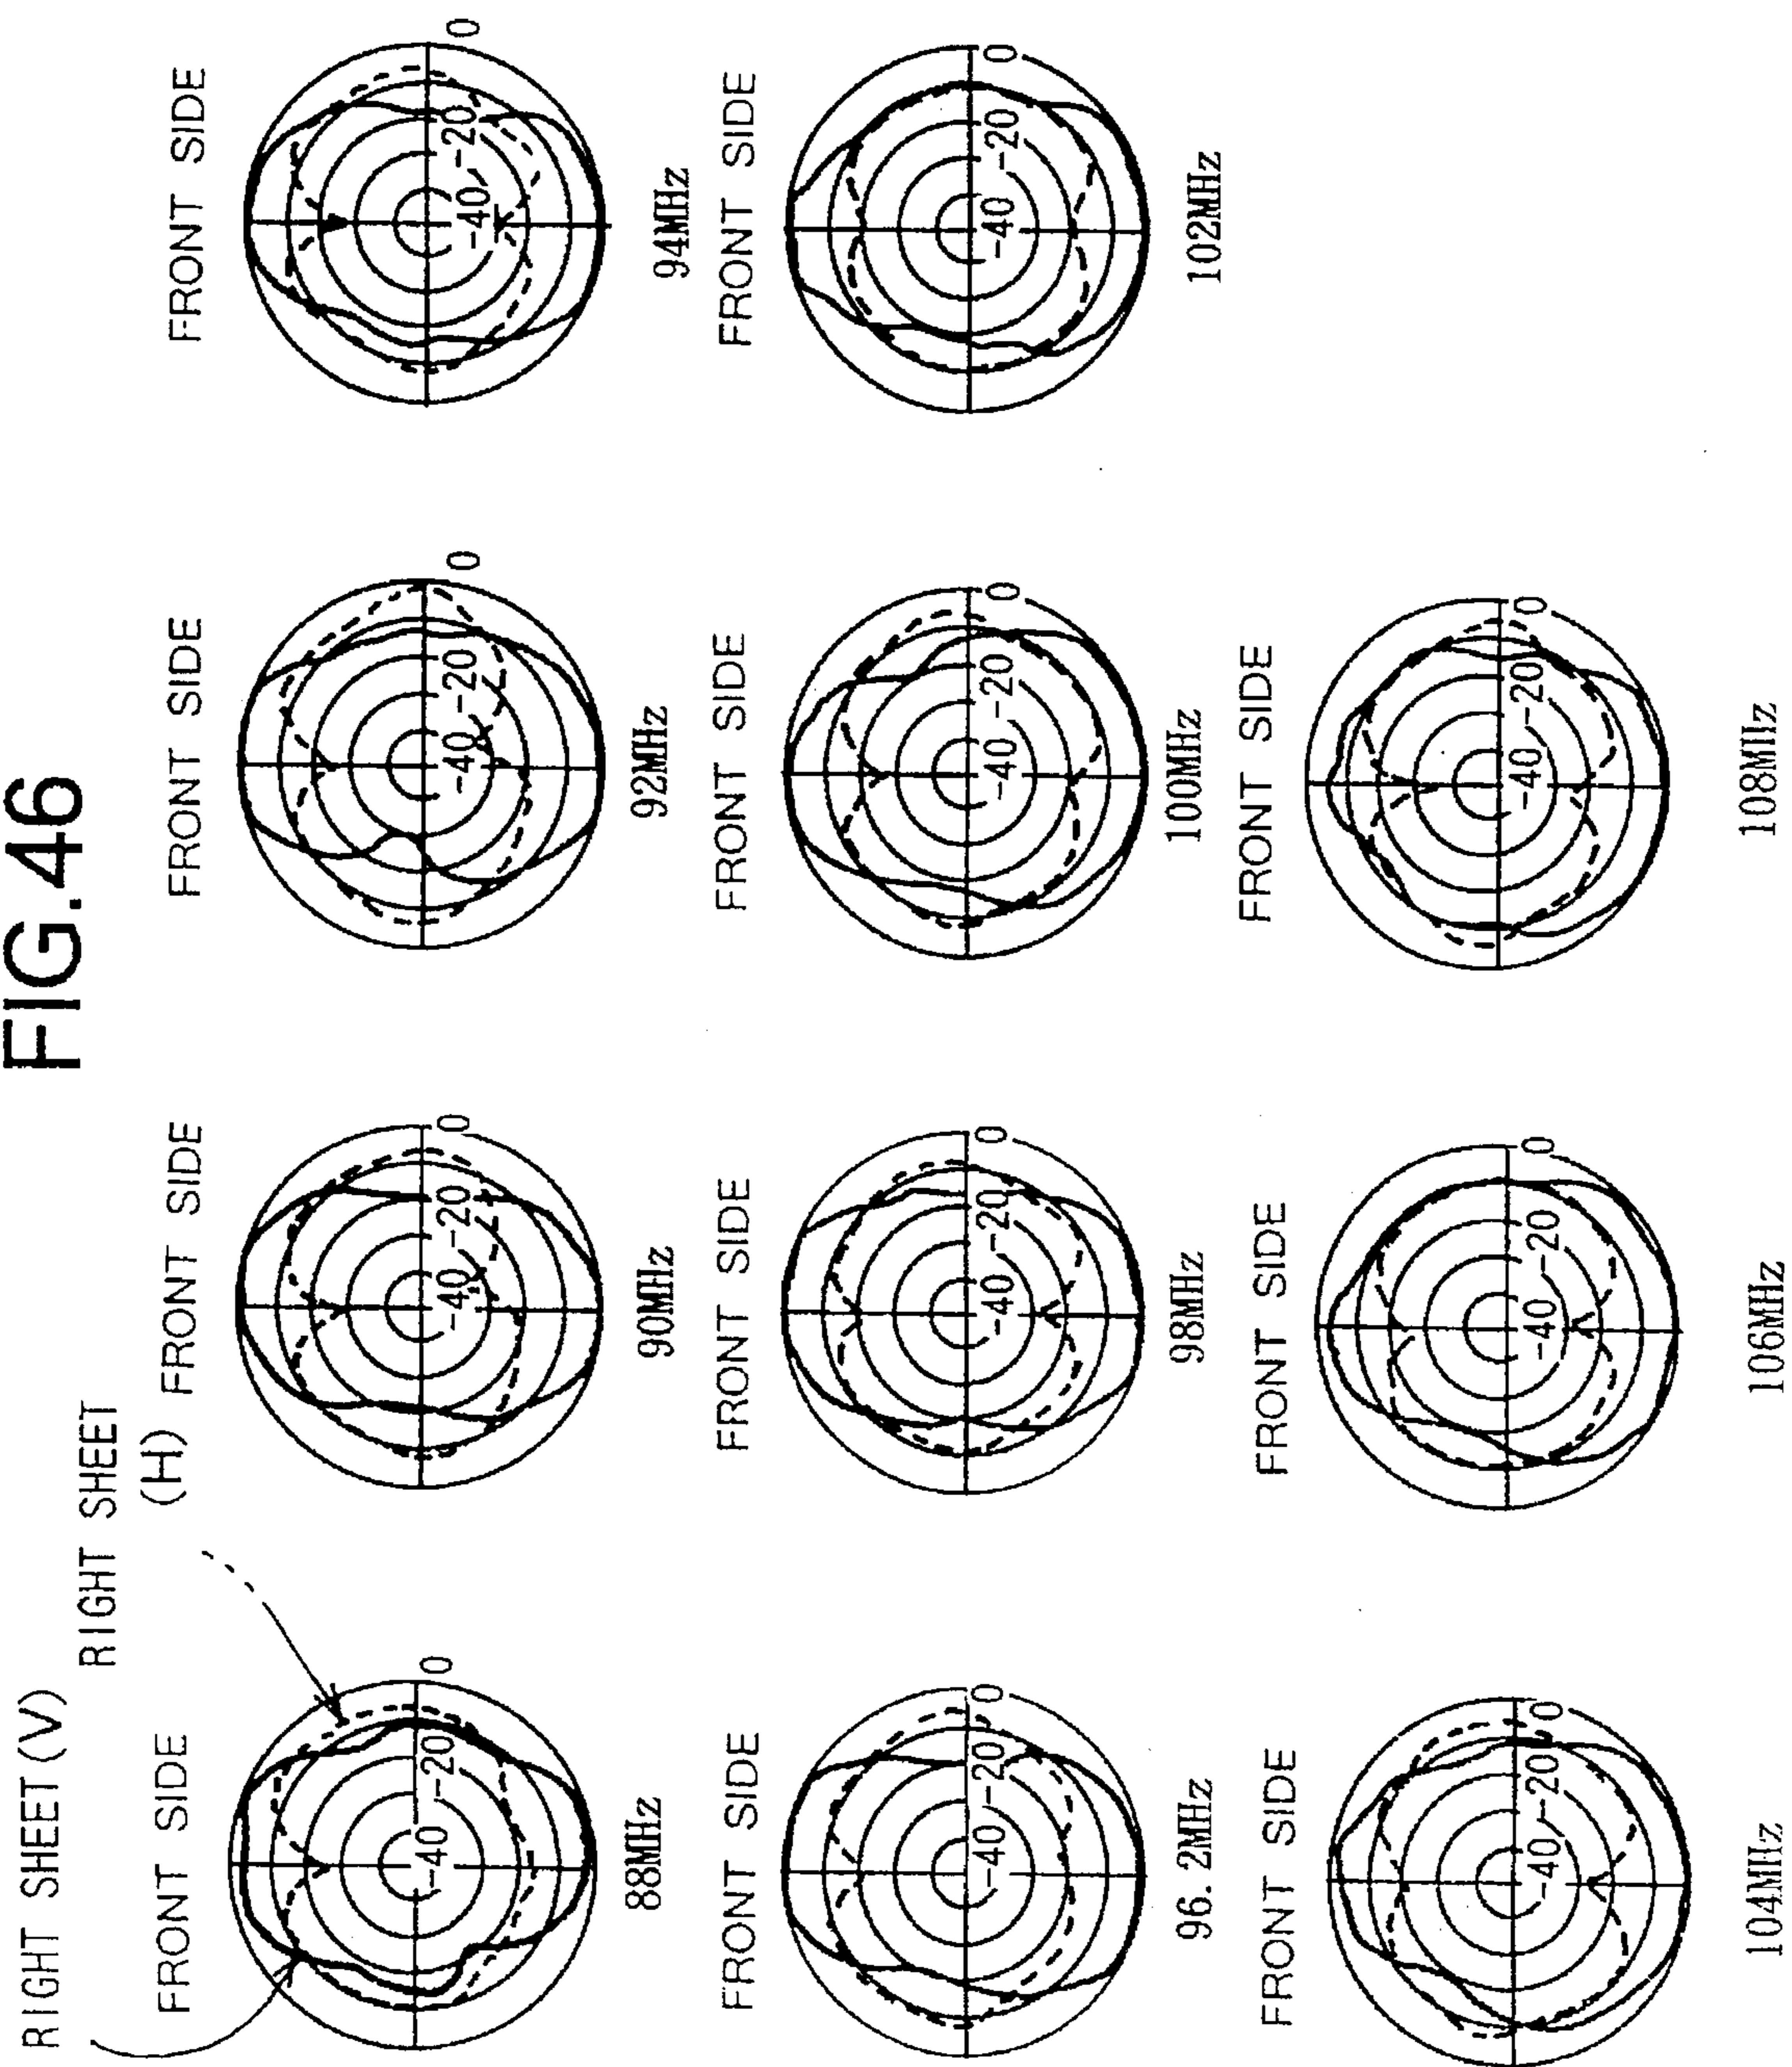 FIG.46
RIGHT SHEET(V)
RIGHT SHEET
(H)
FRONT SIDE
-40
-20
0
88MHz
FRONT SIDE
-40
-20
0
90MHz
FRONT SIDE
-40
-20
0
92MHz
FRONT SIDE
-40
-20
0
94MHz
FRONT SIDE
-40
-20
0
96.2MHz
FRONT SIDE
-40
-20
0
98MHz
FRONT SIDE
-40
-20
0
100MHz
FRONT SIDE
-40
-20
0
102MHz
FRONT SIDE
-40
-20
0
104MHz
FRONT SIDE
-40
-20
0
106MHz
FRONT SIDE
-40
-20
0
108MHz